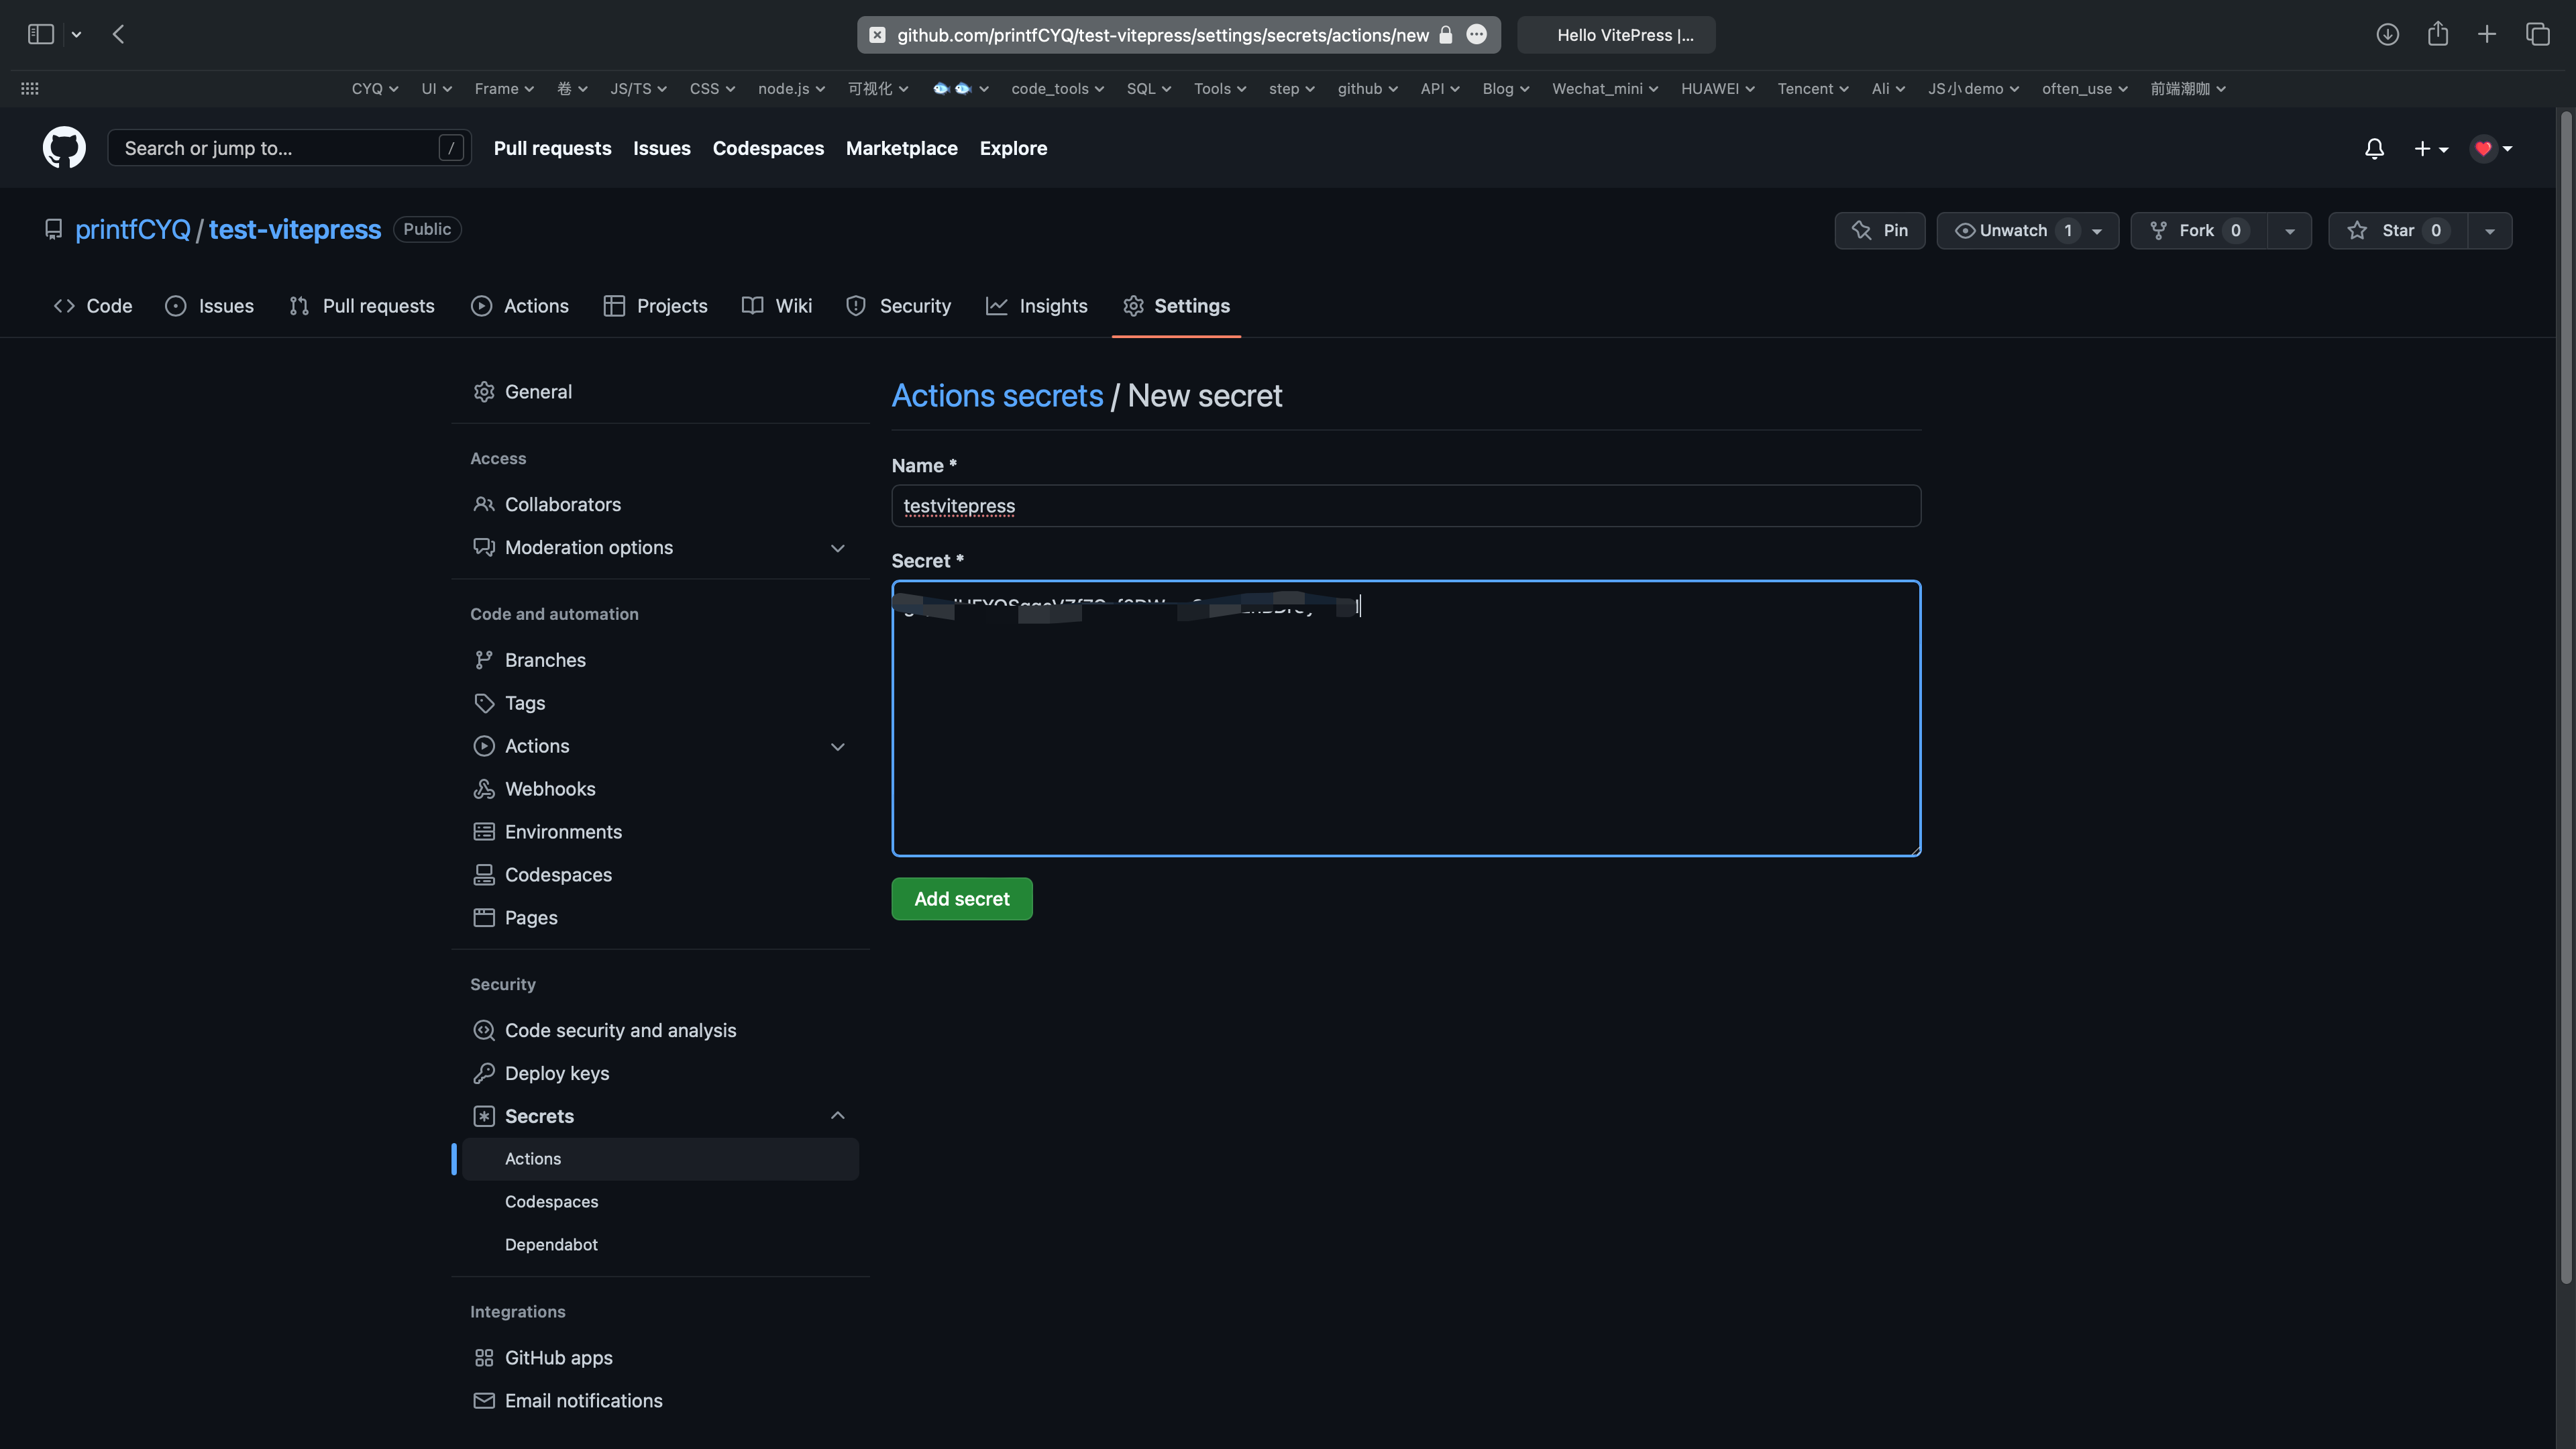 github.com/printfCYQ/test-vitepress/settings/secrets/actions/new
Hello VitePress |...
CYQ UI Frame 卷 JS/TS CSS node.js 可视化 🐟🐟 code_tools SQL Tools step github API Blog Wechat_mini HUAWEI Tencent Ali JS小demo often_use 前端潮咖
Search or jump to... /
Pull requests Issues Codespaces Marketplace Explore
printfCYQ / test-vitepress Public
Pin Unwatch 1 Fork 0 Star 0
Code Issues Pull requests Actions Projects Wiki Security Insights Settings
General
Access
Collaborators
Moderation options
Code and automation
Branches
Tags
Actions
Webhooks
Environments
Codespaces
Pages
Security
Code security and analysis
Deploy keys
Secrets
Actions
Codespaces
Dependabot
Integrations
GitHub apps
Email notifications
Actions secrets / New secret
Name *
testvitepress
Secret *
Add secret